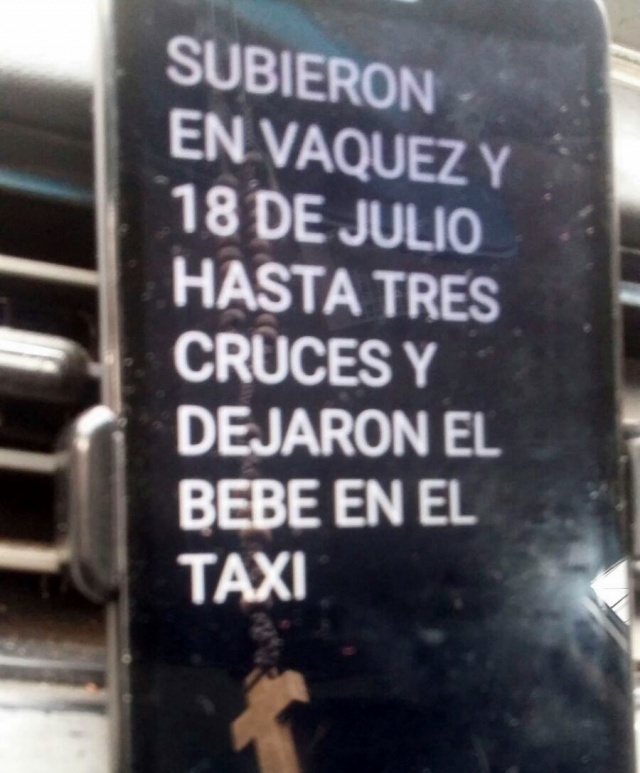 SUBIERON
EN VAQUEZ Y
18 DE JULIO
HASTA TRES
CRUCES Y
DEJARON EL
BEBE EN EL
TAXI